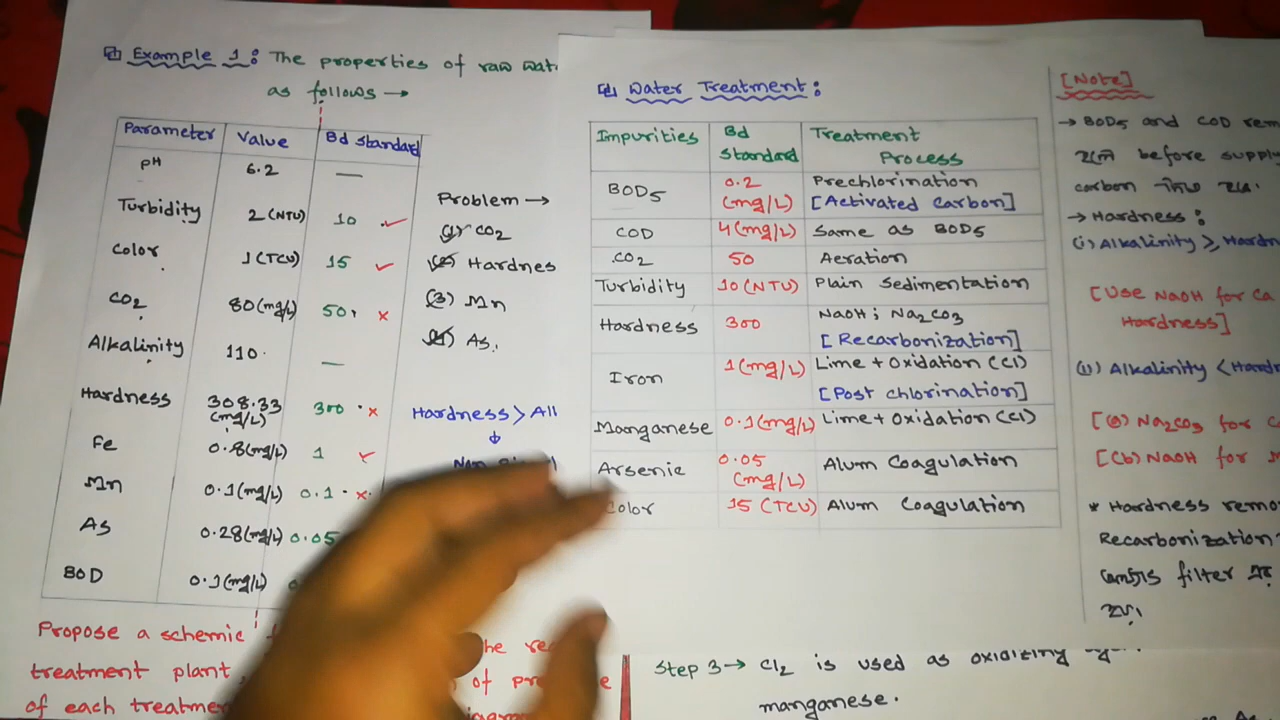 Example 1: The properties of raw
as follows →
Parameter Value Bd Standard
pH 6.2 —
Turbidity 2 (NTU) 10 ✓
Color 1 (TCU) 15 ✓
CO2 80 (mg/L) 50 ×
Alkalinity 110 —
Hardness 308.33 (mg/L) 300 ×
Fe 0.8 (mg/L) 1 ✓
Mn 0.1 (mg/L) 0.1 ×
As 0.28 (mg/L) 0.05
BOD 0.1 (mg/L)
Propose a schemic
treatment plant,
of each
Problem →
(1) CO2
(2) Hardnes
(3) Mn
(4) As.
Hardness > All
↓
Water Treatment:
Impurities Bd Standard Treatment Process
BOD5 0.2 (mg/L) Prechlorination [Activated Carbon]
COD 4 (mg/L) Same as BOD5
CO2 50 Aeration
Turbidity 10 (NTU) Plain Sedimentation
Hardness 300 NaOH; Na2CO3 [Recarbonization]
Iron 1 (mg/L) Lime + Oxidation (Cl) [Post chlorination]
Manganese 0.1 (mg/L) Lime + Oxidation (Cl)
Arsenic 0.05 (mg/L) Alum Coagulation
Color 15 (TCU) Alum Coagulation
[Note]
→ BOD5 and COD rem
হলে before suppl
carbon দিতে হবে.
→ Hardness:
(i) Alkalinity ≥ Hardn
[Use NaOH for Ca
Hardness]
(ii) Alkalinity < Hardn
[(a) Na2CO3 for
[(b) NaOH for
* Hardness remo
Recarbonization
filter
হয়।
of
Step 3 → Cl2 is used as oxidizing
manganese.